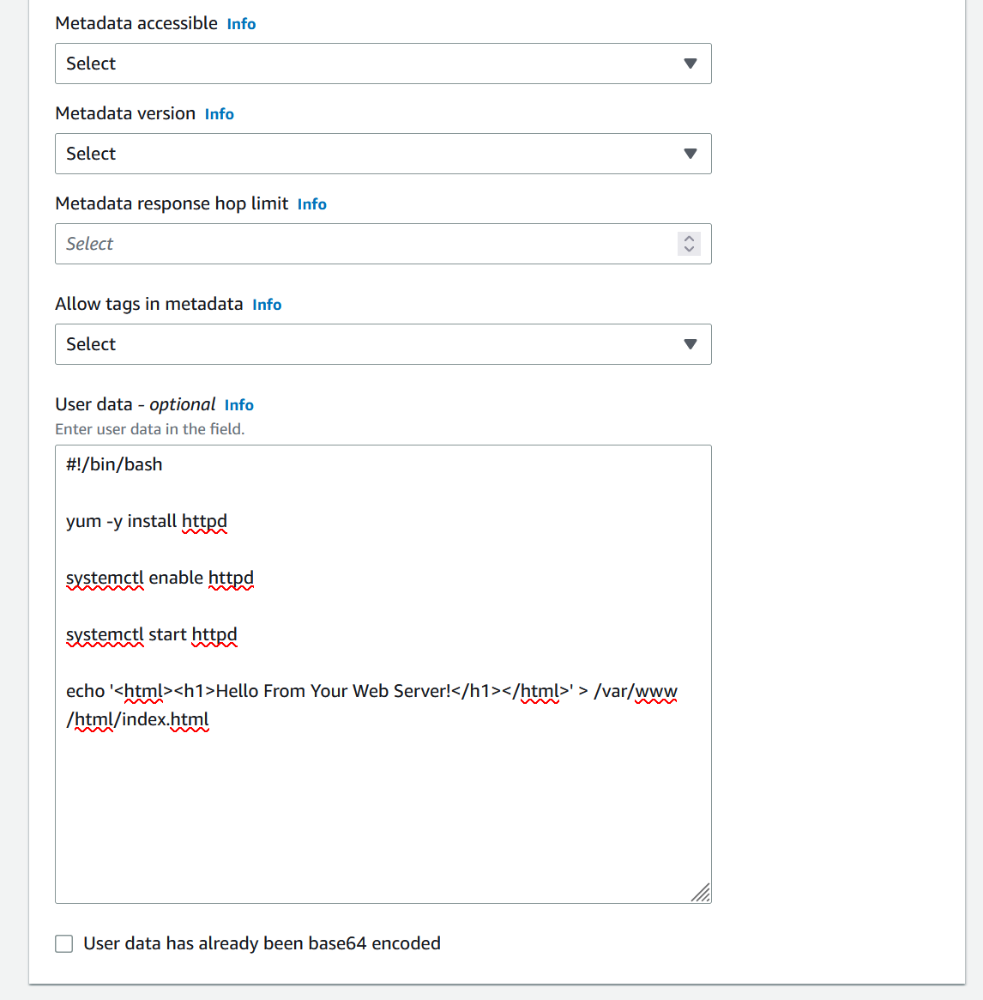 Metadata accessible Info
Select
Metadata version Info
Select
Metadata response hop limit Info
Select
Allow tags in metadata Info
Select
User data - optional Info
Enter user data in the field.
#!/bin/bash
yum -y install httpd
systemctl enable httpd
systemctl start httpd
echo '<html><h1>Hello From Your Web Server!</h1></html>' > /var/www
/html/index.html
User data has already been base64 encoded